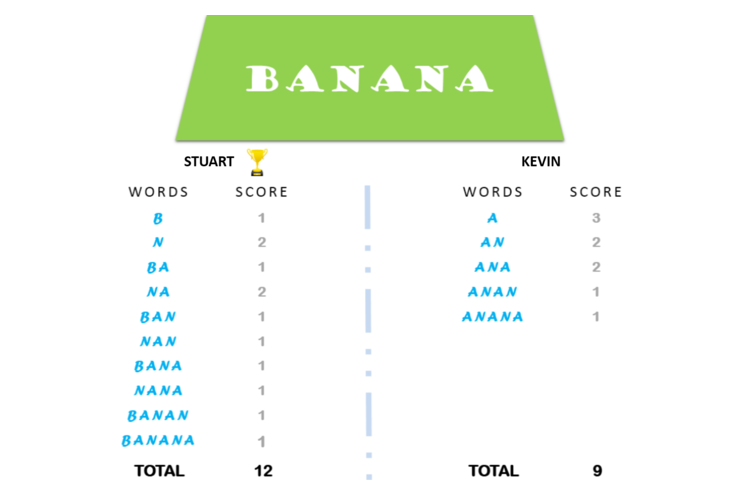 BANANA
STUART KEVIN
WORDS SCORE WORDS SCORE
B 1 A 3
N 2 AN 2
BA 1 ANA 2
NA 2 ANAN 1
BAN 1 ANANA 1
NAN 1
BANA 1
NANA 1
BANAN 1
BANANA 1
TOTAL 12 TOTAL 9